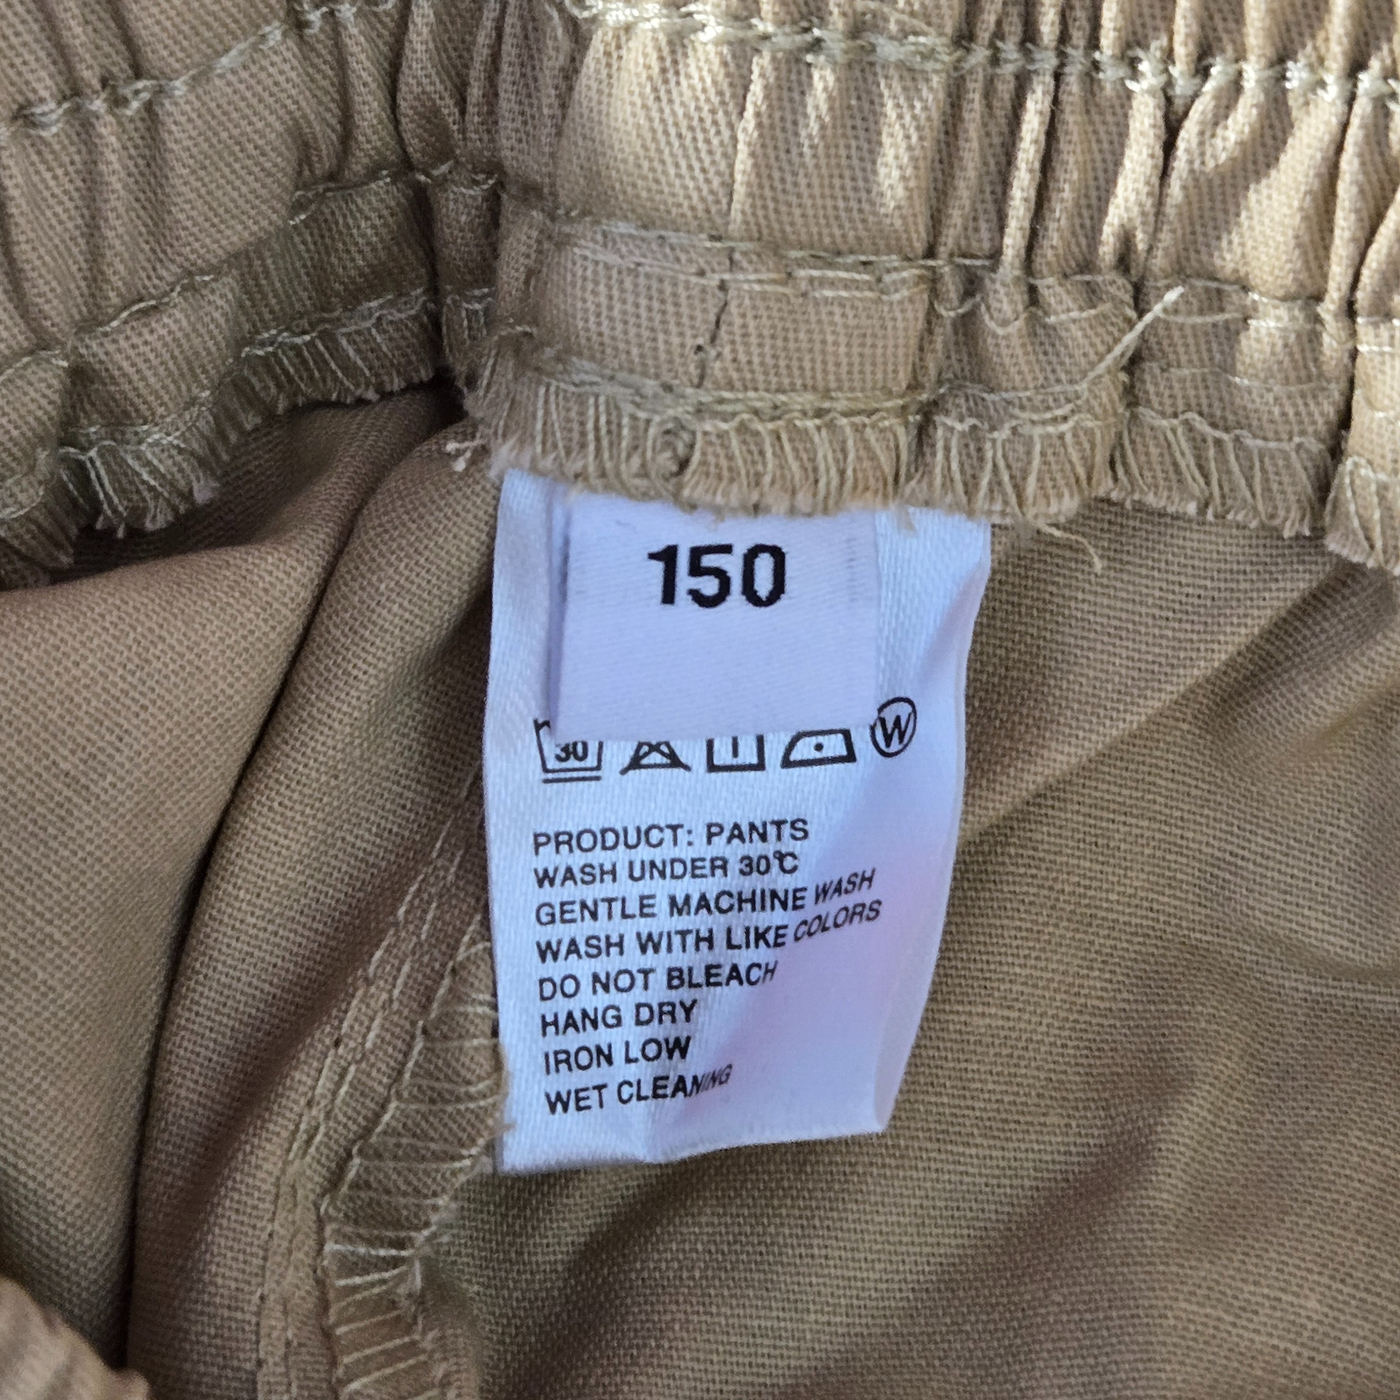 150
30 W
PRODUCT: PANTS
WASH UNDER 30℃
GENTLE MACHINE WASH
WASH WITH LIKE COLORS
DO NOT BLEACH
HANG DRY
IRON LOW
WET CLEANING